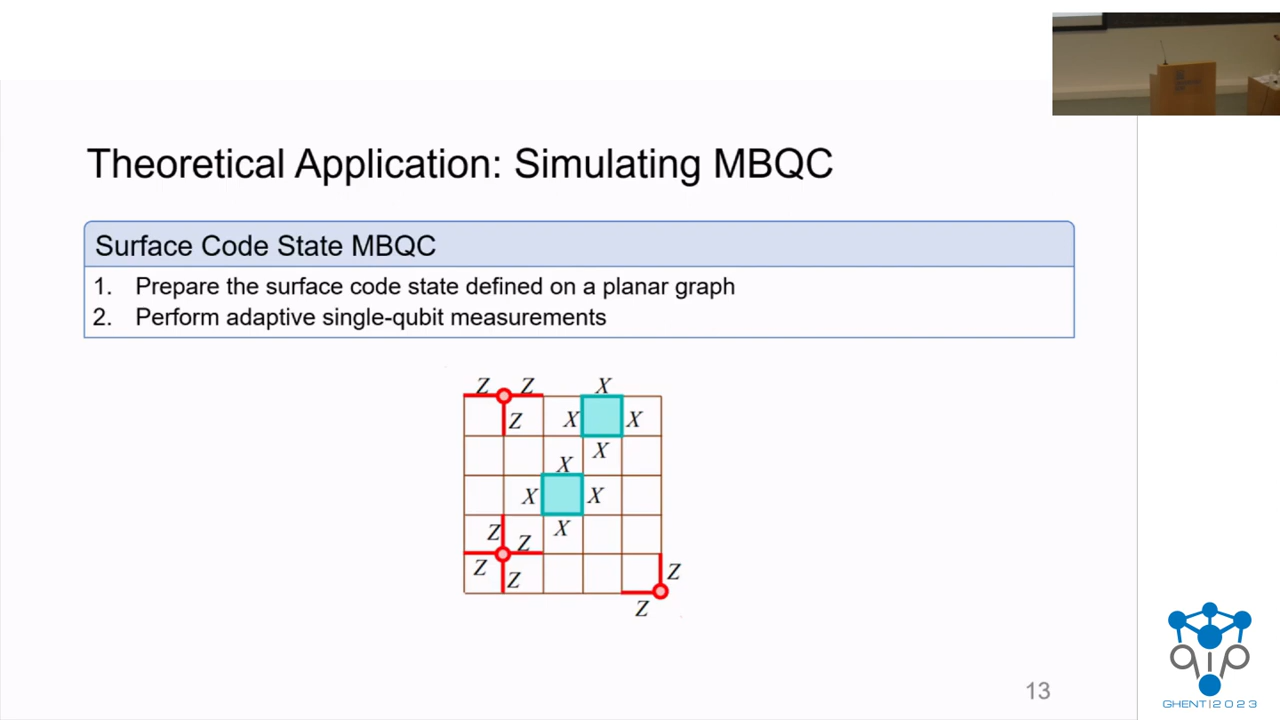 Theoretical Application: Simulating MBQC
Surface Code State MBQC
1. Prepare the surface code state defined on a planar graph
2. Perform adaptive single-qubit measurements
Z Z X
Z X X
X X
X X
Z Z X
Z Z Z
Z
13
qip
GHENT|2023